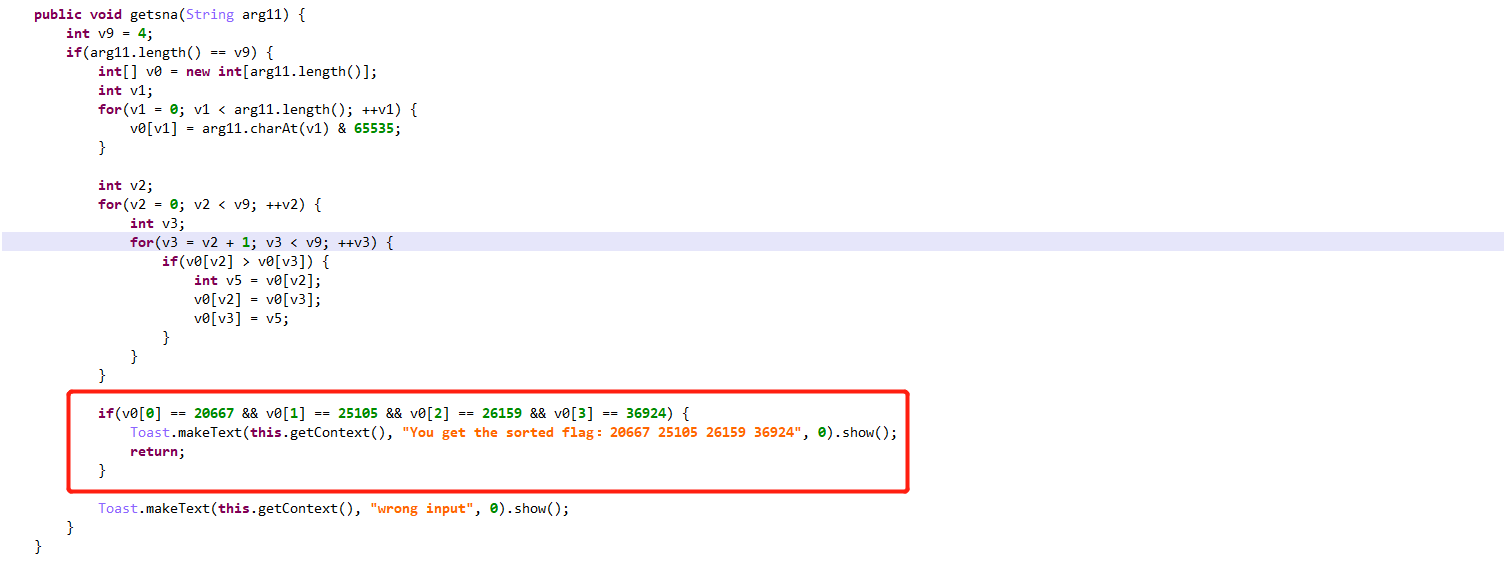 public void getsna(String arg11) {
    int v9 = 4;
    if(arg11.length() == v9) {
        int[] v0 = new int[arg11.length()];
        int v1;
        for(v1 = 0; v1 < arg11.length(); ++v1) {
            v0[v1] = arg11.charAt(v1) & 65535;
        }

        int v2;
        for(v2 = 0; v2 < v9; ++v2) {
            int v3;
            for(v3 = v2 + 1; v3 < v9; ++v3) {
                if(v0[v2] > v0[v3]) {
                    int v5 = v0[v2];
                    v0[v2] = v0[v3];
                    v0[v3] = v5;
                }
            }
        }

        if(v0[0] == 20667 && v0[1] == 25105 && v0[2] == 26159 && v0[3] == 36924) {
            Toast.makeText(this.getContext(), "You get the sorted flag：20667 25105 26159 36924", 0).show();
            return;
        }

        Toast.makeText(this.getContext(), "wrong input", 0).show();
    }
}